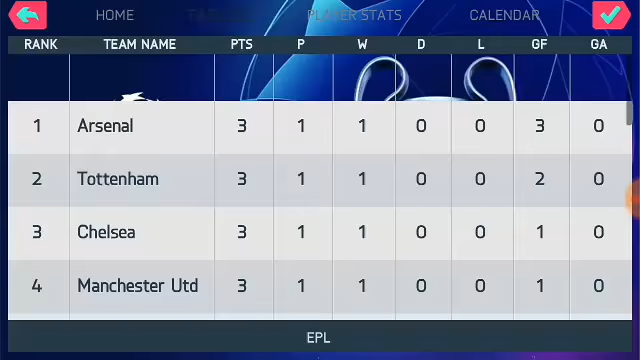 HOME TABLES PLAYER STATS CALENDAR
RANK TEAM NAME PTS P W D L GF GA
1 Arsenal 3 1 1 0 0 3 0
2 Tottenham 3 1 1 0 0 2 0
3 Chelsea 3 1 1 0 0 1 0
4 Manchester Utd 3 1 1 0 0 1 0
EPL